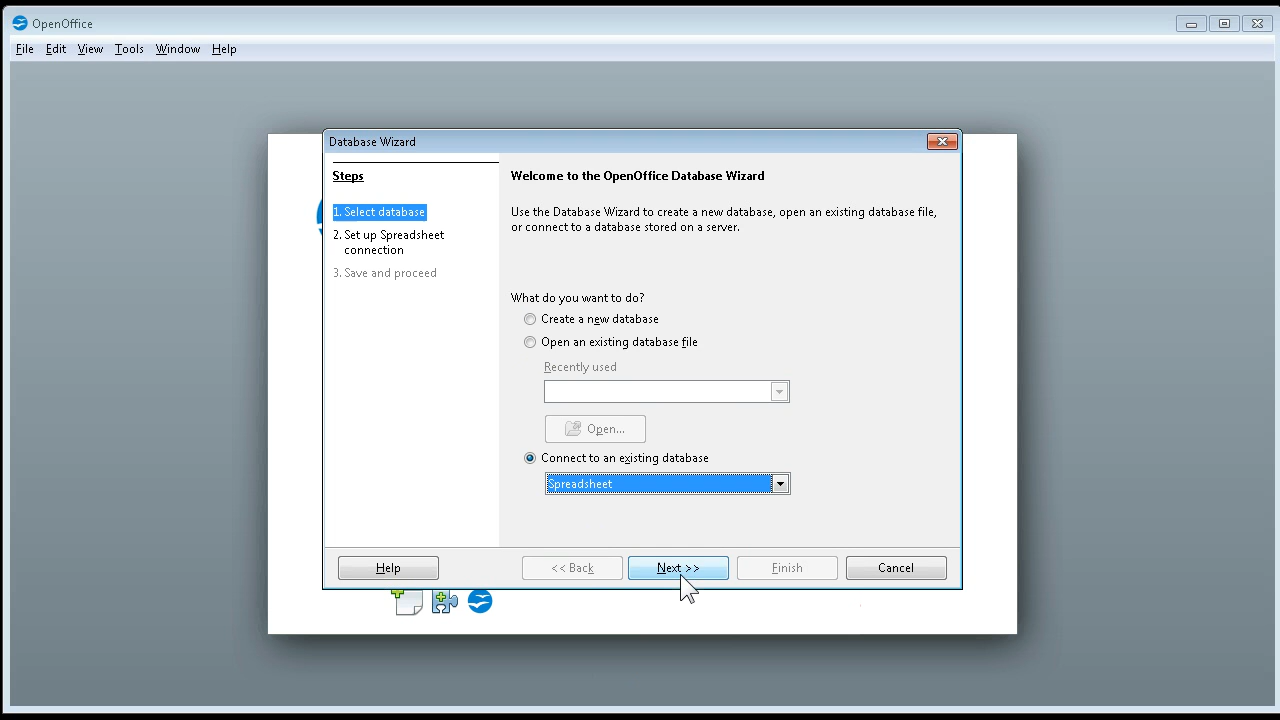 OpenOffice
File Edit View Tools Window Help
Database Wizard
Steps
1. Select database
2. Set up Spreadsheet
connection
3. Save and proceed
Welcome to the OpenOffice Database Wizard
Use the Database Wizard to create a new database, open an existing database file,
or connect to a database stored on a server.
What do you want to do?
Create a new database
Open an existing database file
Recently used
Open...
Connect to an existing database
Spreadsheet
Help << Back Next >> Finish Cancel